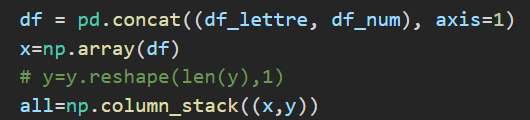 df = pd.concat((df_lettre, df_num), axis=1)
x=np.array(df)
# y=y.reshape(len(y),1)
all=np.column_stack((x,y))